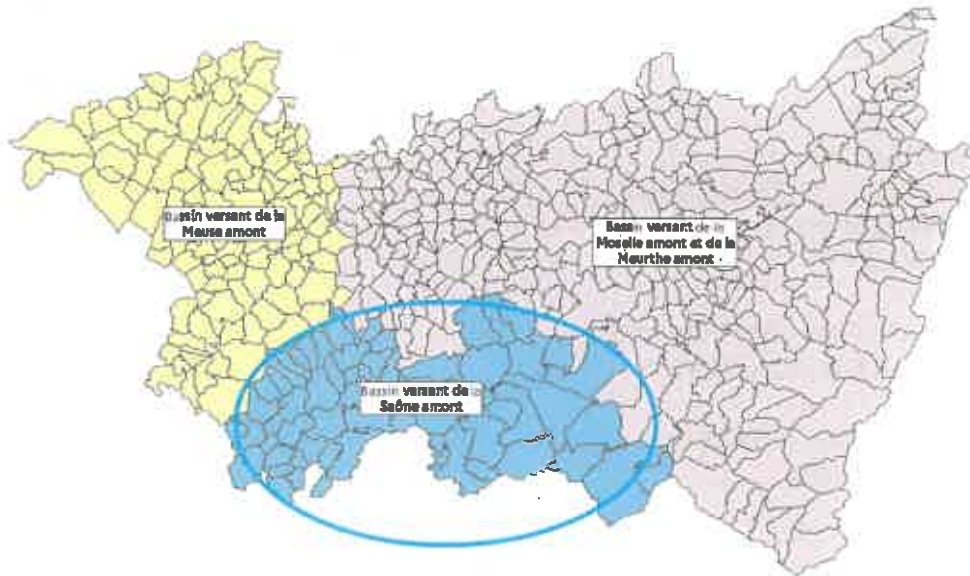 Bassin versant de la
Meuse amont
Bassin versant de la
Moselle amont et de la
Meurthe amont
Bassin versant de la
Saône amont